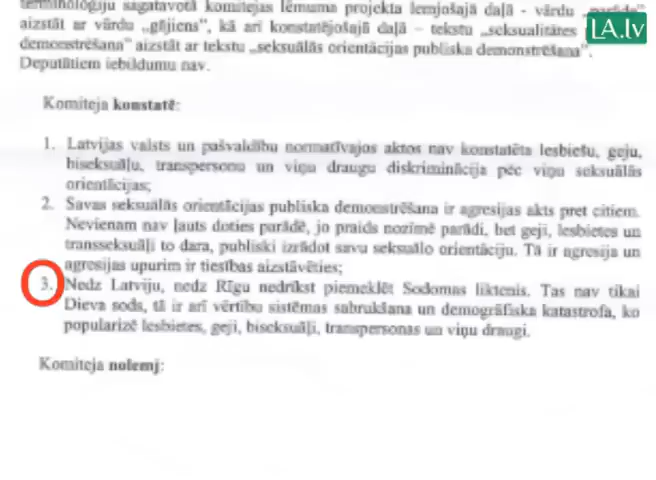 terminoloģiju sagatavotā komitejas lēmuma projekta lemjošajā daļā - vārdu „parāde”
LA.lv
aizstāt ar vārdu „gājiens”, kā arī konstatējošajā daļā – tekstu „seksualitātes
demonstrēšana” aizstāt ar tekstu „seksuālās orientācijas publiska demonstrēšana”.
Deputātiem iebildumu nav.
Komiteja konstatē:
1. Latvijas valsts un pašvaldību normatīvajos aktos nav konstatēta lesbiešu, geju,
biseksuāļu, transpersonu un viņu draugu diskriminācija pēc viņu seksuālās
orientācijas;
2. Savas seksuālās orientācijas publiska demonstrēšana ir agresijas akts pret citiem.
Nevienam nav ļauts doties parādē, jo praids nozīmē parādi, bet geji, lesbietes un
transseksuāļi to dara, publiski izrādot savu seksuālo orientāciju. Tā ir agresija un
agresijas upurim ir tiesības aizstāvēties;
3. Nedz Latviju, nedz Rīgu nedrīkst piemeklēt Sodomas liktenis. Tas nav tikai
Dieva sods, tā ir arī vērtību sistēmas sabrukšana un demogrāfiska katastrofa, ko
popularizē lesbietes, geji, biseksuāļi, transpersonas un viņu draugi.
Komiteja nolemj: